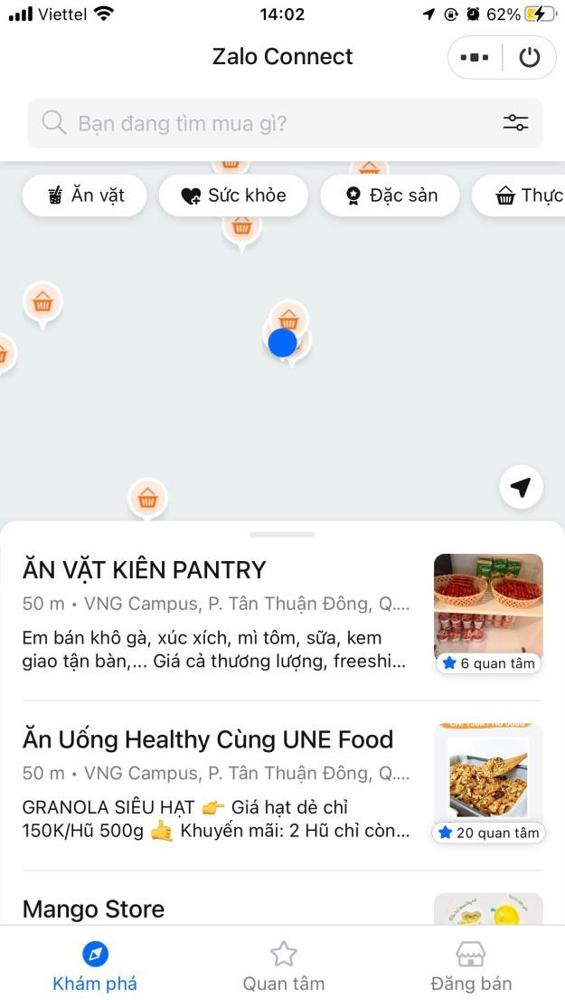 Viettel 14:02 62%
Zalo Connect
Bạn đang tìm mua gì?
Ăn vặt Sức khỏe Đặc sản Thực
ĂN VẶT KIÊN PANTRY
50 m • VNG Campus, P. Tân Thuận Đông, Q....
Em bán khô gà, xúc xích, mì tôm, sữa, kem
giao tận bàn,... Giá cả thương lượng, freeshi...
6 quan tâm
Ăn Uống Healthy Cùng UNE Food
50 m • VNG Campus, P. Tân Thuận Đông, Q....
GRANOLA SIÊU HẠT 👉 Giá hạt dẻ chỉ
150K/Hũ 500g 🤙 Khuyến mãi: 2 Hũ chỉ còn...
20 quan tâm
Mango Store
Khám phá Quan tâm Đăng bán